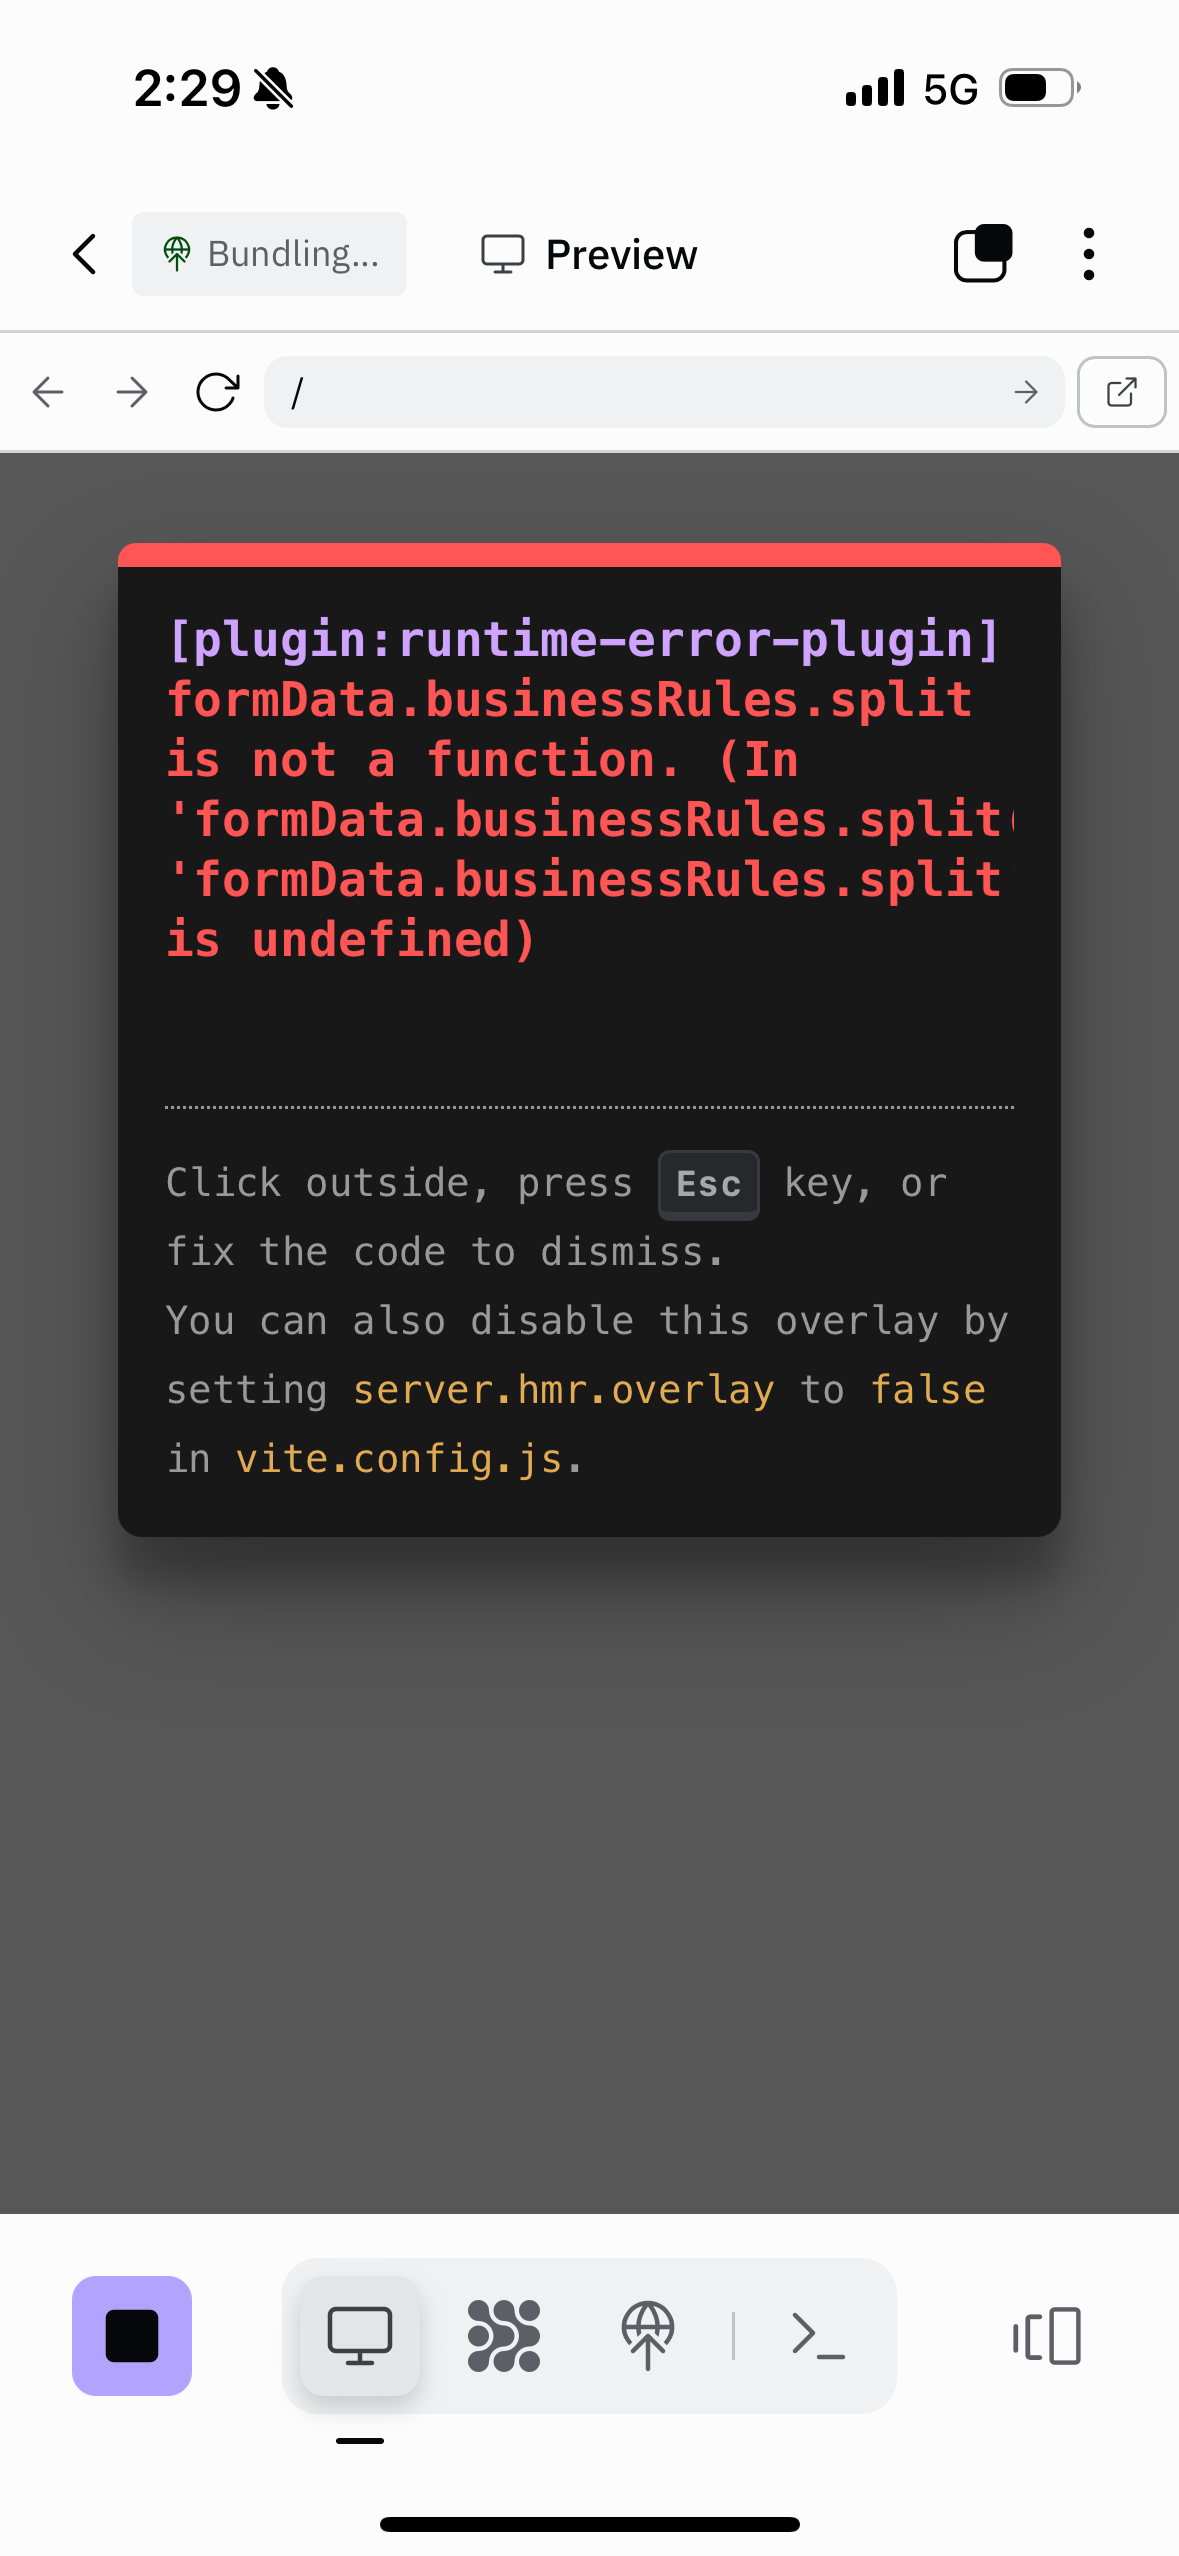 2:29
5G
Bundling...
Preview
/
[plugin:runtime-error-plugin]
formData.businessRules.split
is not a function. (In
'formData.businessRules.split(
'formData.businessRules.split
is undefined)
Click outside, press Esc key, or
fix the code to dismiss.
You can also disable this overlay by
setting server.hmr.overlay to false
in vite.config.js.